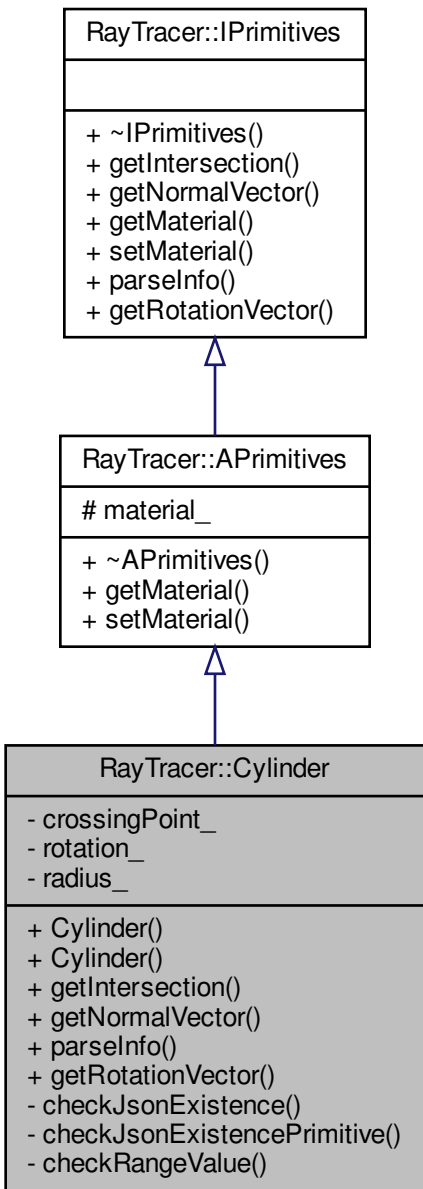 RayTracer::IPrimitives
+ ~IPrimitives()
+ getIntersection()
+ getNormalVector()
+ getMaterial()
+ setMaterial()
+ parseInfo()
+ getRotationVector()
RayTracer::APrimitives
# material_
+ ~APrimitives()
+ getMaterial()
+ setMaterial()
RayTracer::Cylinder
- crossingPoint_
- rotation_
- radius_
+ Cylinder()
+ Cylinder()
+ getIntersection()
+ getNormalVector()
+ parseInfo()
+ getRotationVector()
- checkJsonExistence()
- checkJsonExistencePrimitive()
- checkRangeValue()